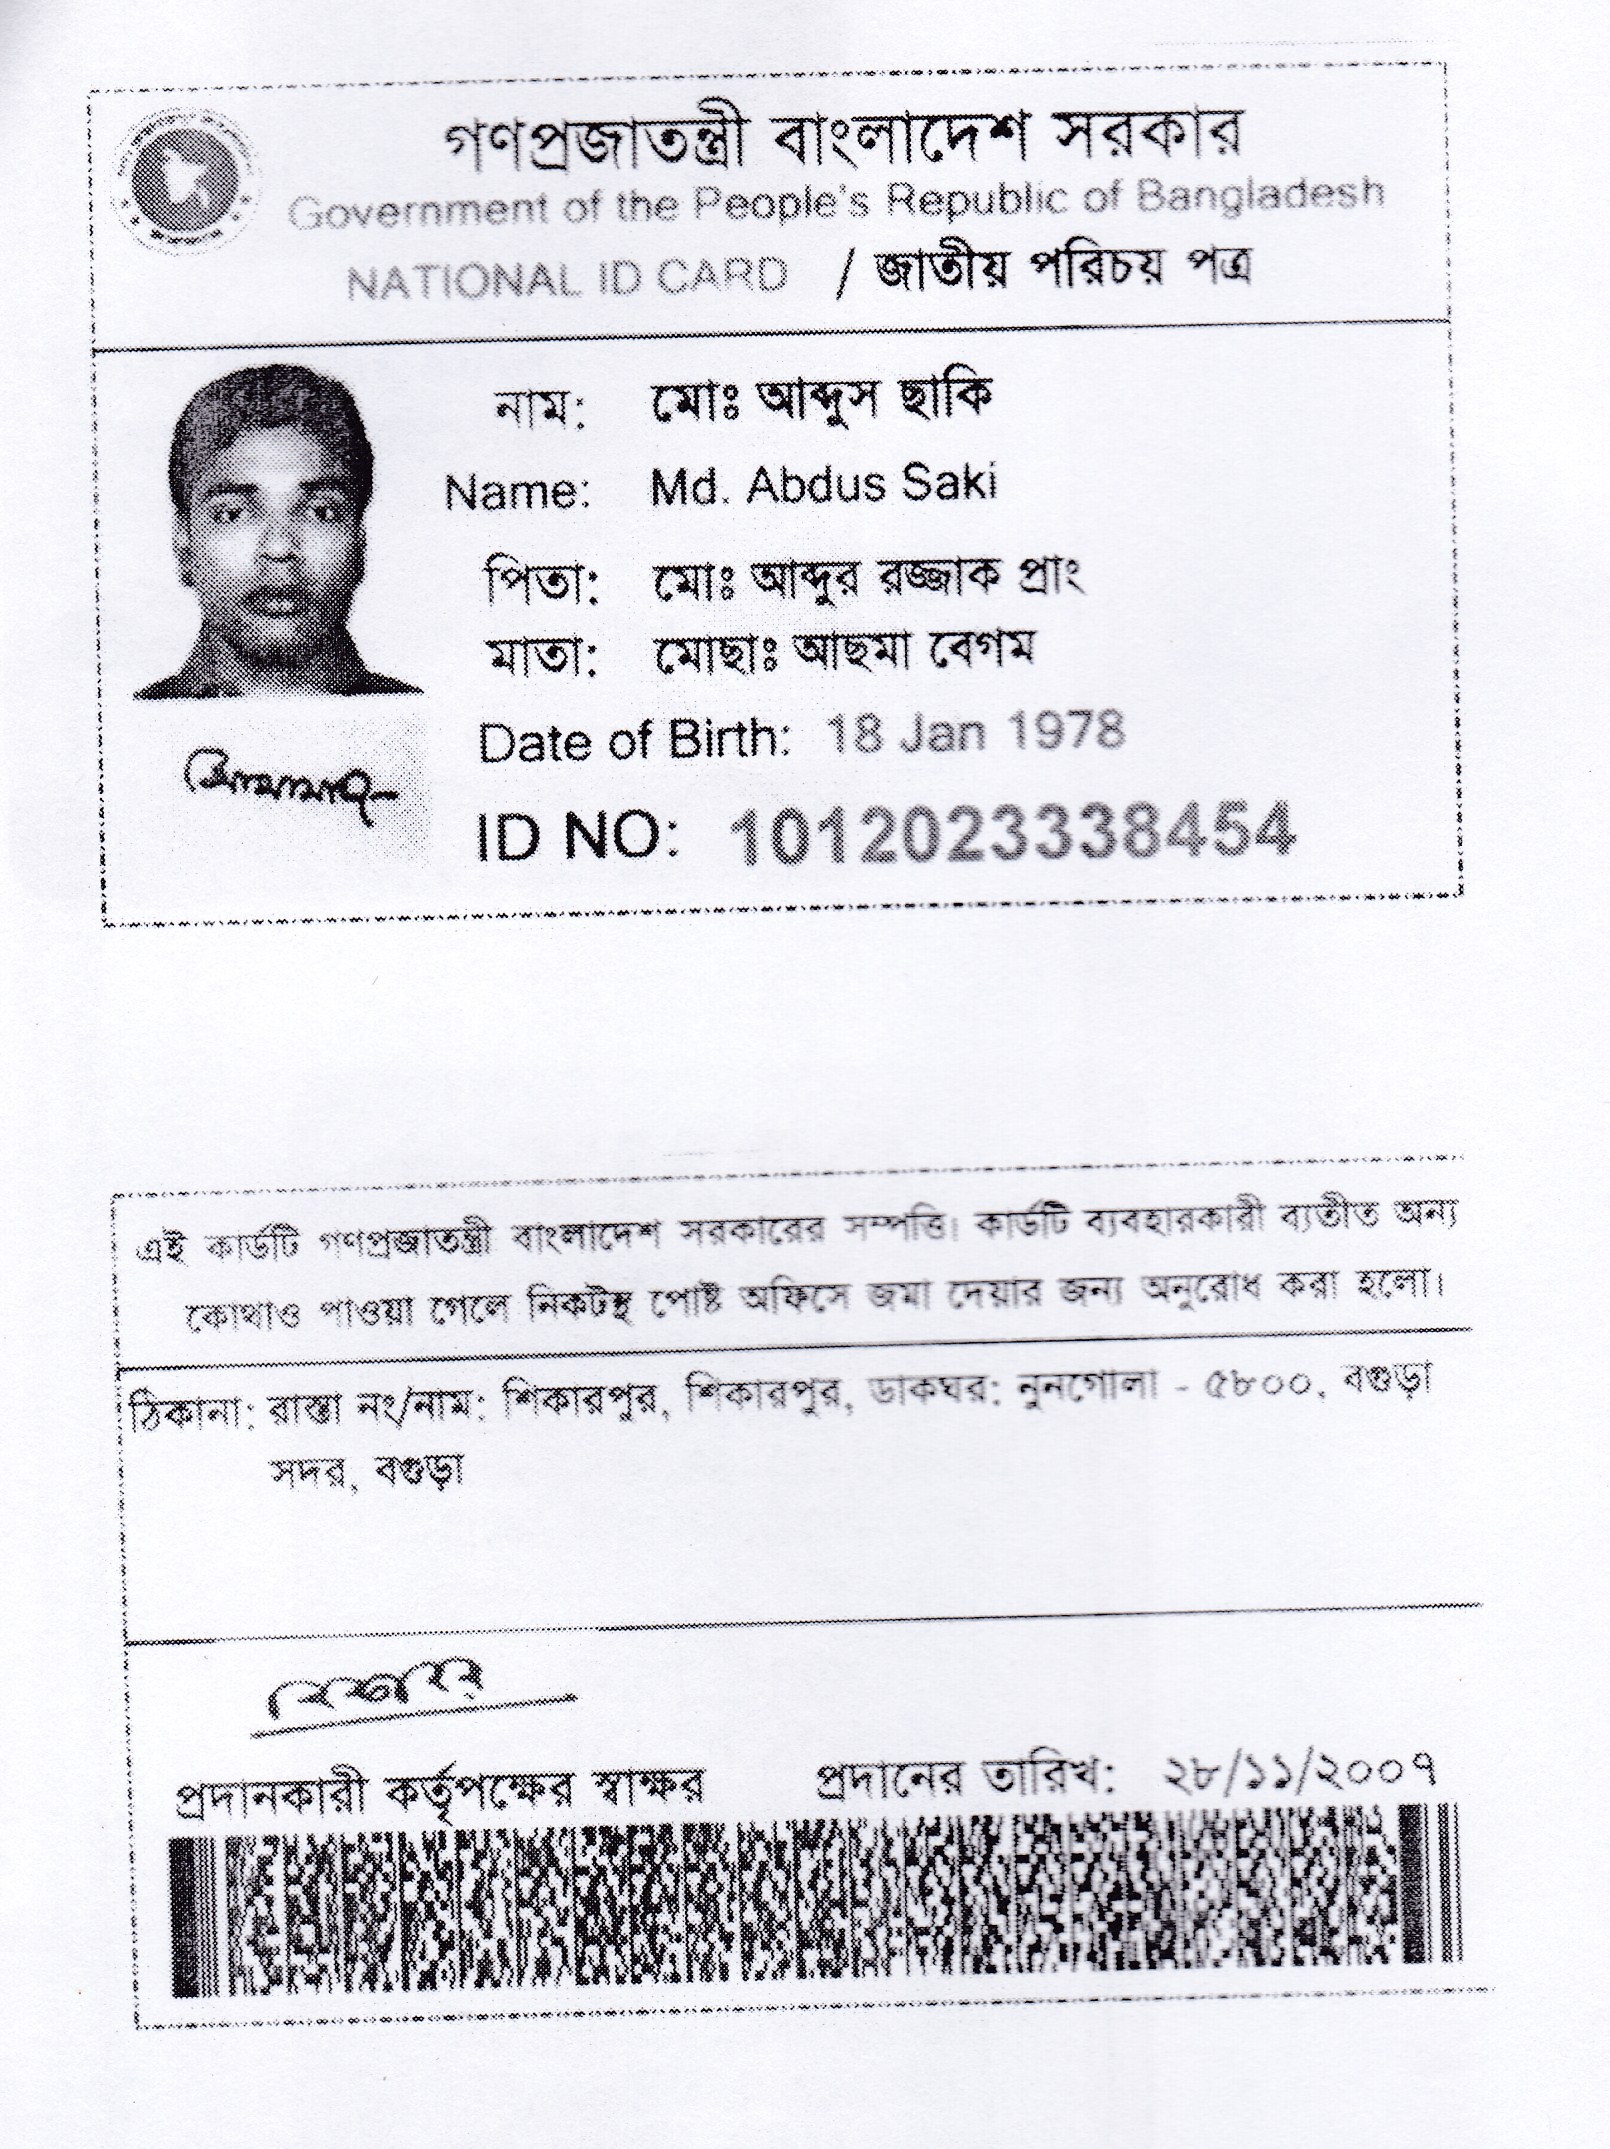 গণপ্রজাতন্ত্রী বাংলাদেশ সরকার
Government of the People's Republic of Bangladesh
NATIONAL ID CARD / জাতীয় পরিচয় পত্র
নাম: মোঃ আব্দুস ছাকি
Name: Md. Abdus Saki
পিতা: মোঃ আব্দুর রজ্জাক প্রাং
মাতা: মোছাঃ আছমা বেগম
Date of Birth: 18 Jan 1978
ID NO: 1012023338454
এই কার্ডটি গণপ্রজাতন্ত্রী বাংলাদেশ সরকারের সম্পত্তি। কার্ডটি ব্যবহারকারী ব্যতীত অন্য
কোথাও পাওয়া গেলে নিকটস্থ পোষ্ট অফিসে জমা দেয়ার জন্য অনুরোধ করা হলো।
ঠিকানা: রাস্তা নং/নাম: শিকারপুর, শিকারপুর, ডাকঘর: নুনগোলা - ৫৮০০, বগুড়া
সদর, বগুড়া
প্রদানকারী কর্তৃপক্ষের স্বাক্ষর প্রদানের তারিখ: ২৮/১১/২০০৭